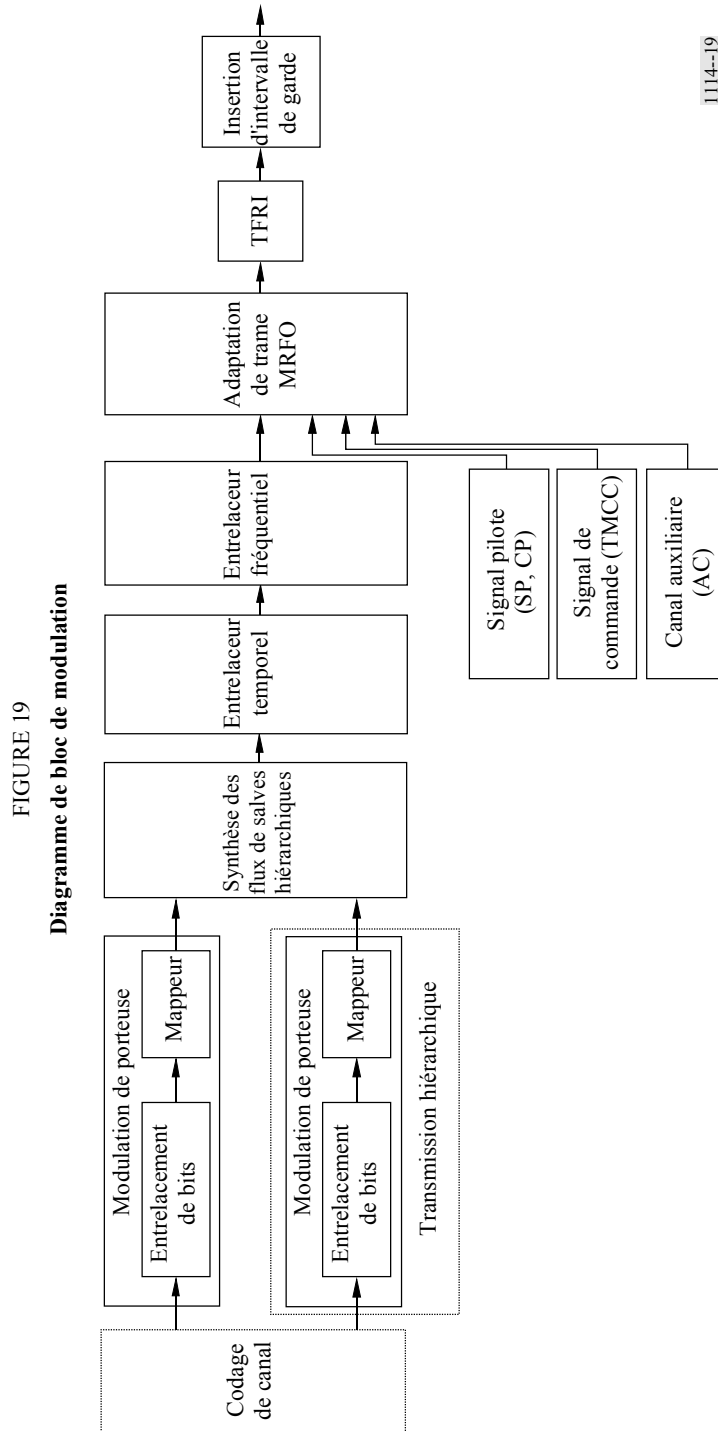 FIGURE 19
Diagramme de bloc de modulation
Codage
de canal
Modulation de porteuse
Entrelacement
de bits
Mappeur
Modulation de porteuse
Entrelacement
de bits
Mappeur
Transmission hiérarchique
Synthèse des
flux de salves
hiérarchiques
Entrelaceur
temporel
Entrelaceur
fréquentiel
Adaptation
de trame
MRFO
TFRI
Insertion
d'intervalle
de garde
Signal pilote
(SP, CP)
Signal de
commande (TMCC)
Canal auxiliaire
(AC)
1114--19